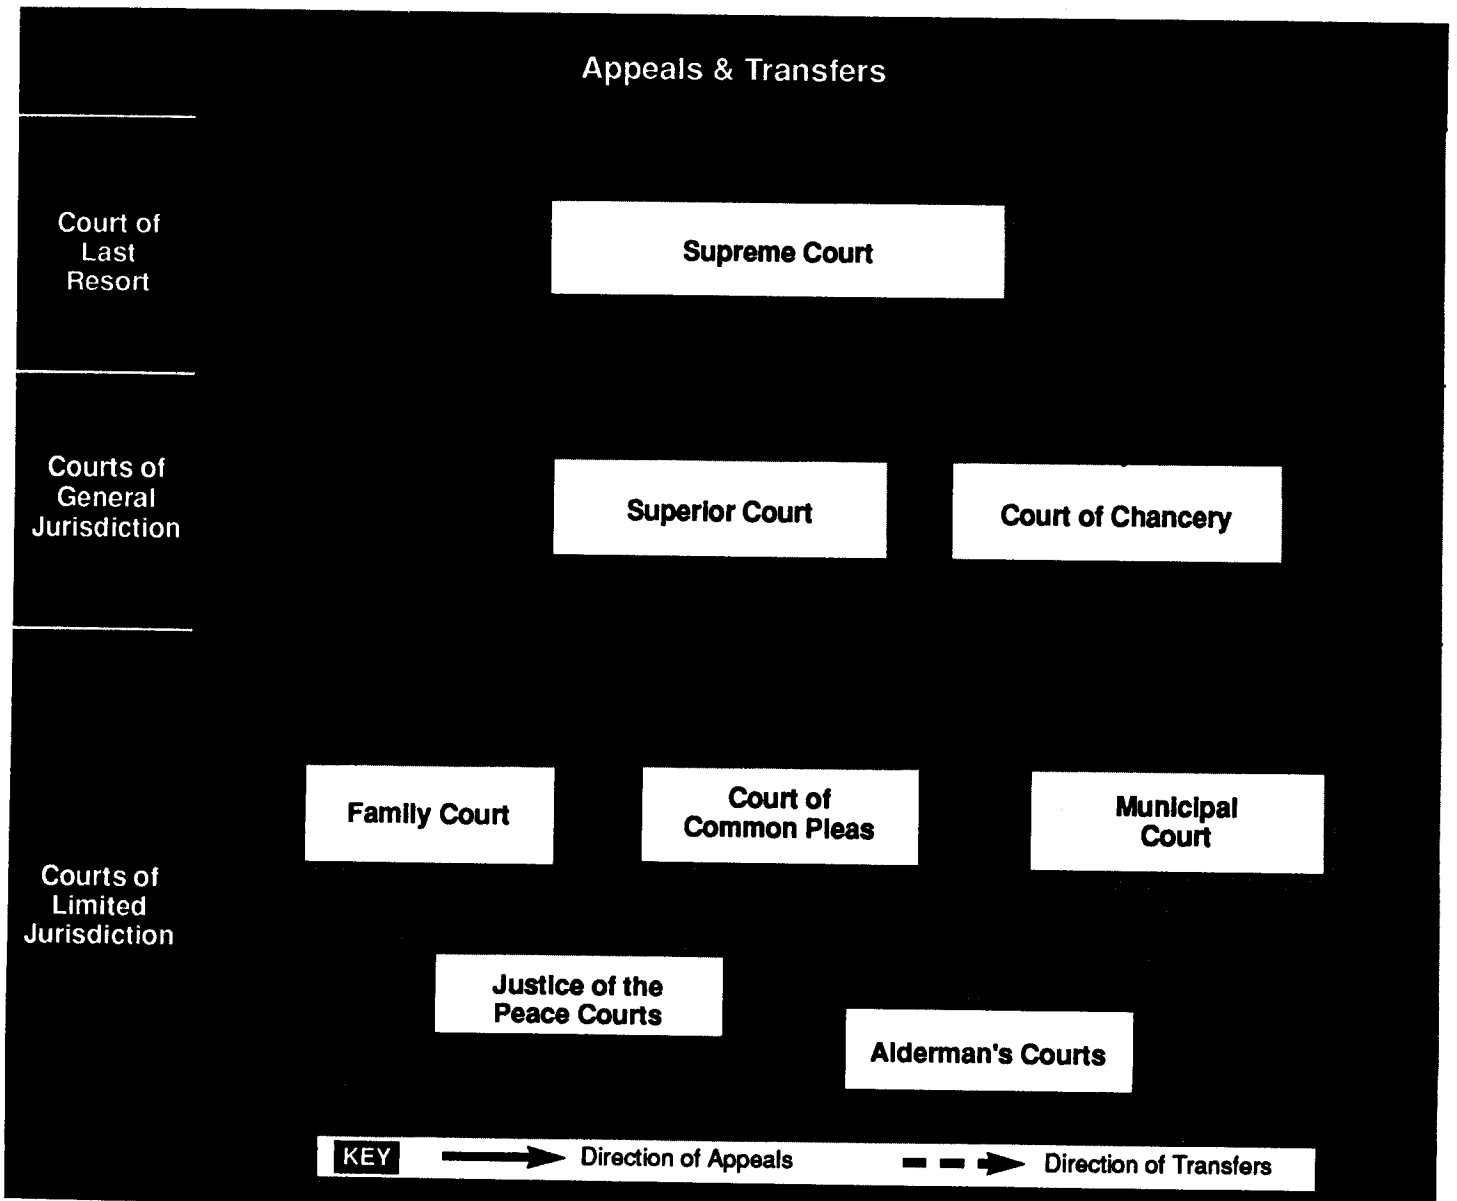 Appeals & Transfers
Court of
Last
Resort
Supreme Court
Courts of
General
Jurisdiction
Superior Court
Court of Chancery
Family Court
Court of
Common Pleas
Municipal
Court
Courts of
Limited
Jurisdiction
Justice of the
Peace Courts
Alderman's Courts
KEY
Direction of Appeals
Direction of Transfers